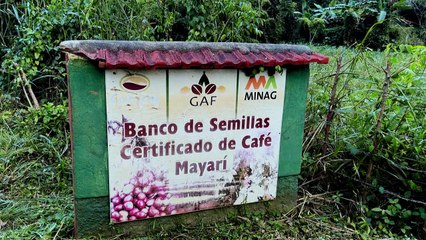 GAF
MINAG
Banco de Semillas
Certificado de Café
Mayarí